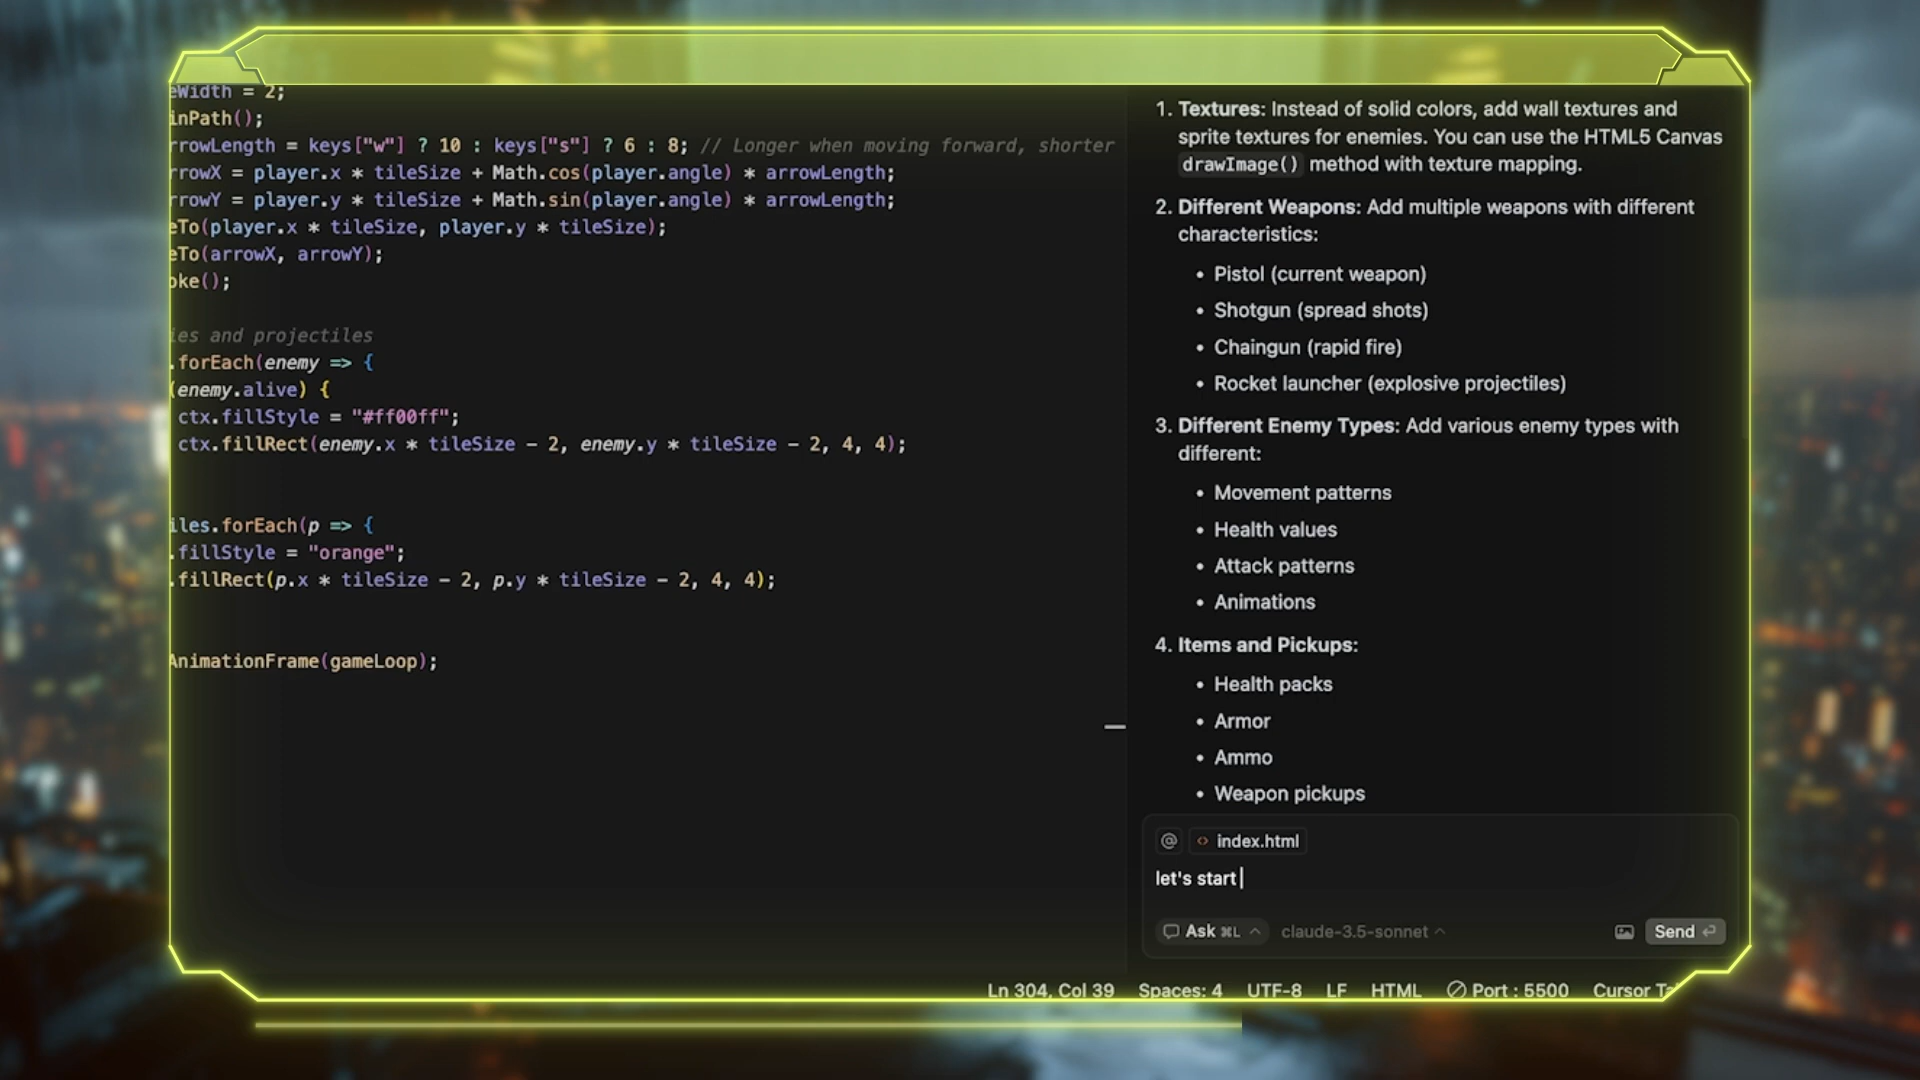 eWidth = 2;
inPath();
rrowLength = keys["w"] ? 10 : keys["s"] ? 6 : 8; // Longer when moving forward, shorter
rrowX = player.x * tileSize + Math.cos(player.angle) * arrowLength;
rrowY = player.y * tileSize + Math.sin(player.angle) * arrowLength;
eTo(player.x * tileSize, player.y * tileSize);
eTo(arrowX, arrowY);
oke();
ies and projectiles
.forEach(enemy => {
(enemy.alive) {
ctx.fillStyle = "#ff00ff";
ctx.fillRect(enemy.x * tileSize - 2, enemy.y * tileSize - 2, 4, 4);
iles.forEach(p => {
.fillStyle = "orange";
.fillRect(p.x * tileSize - 2, p.y * tileSize - 2, 4, 4);
AnimationFrame(gameLoop);
1. Textures: Instead of solid colors, add wall textures and
sprite textures for enemies. You can use the HTML5 Canvas
drawImage() method with texture mapping.
2. Different Weapons: Add multiple weapons with different
characteristics:
• Pistol (current weapon)
• Shotgun (spread shots)
• Chaingun (rapid fire)
• Rocket launcher (explosive projectiles)
3. Different Enemy Types: Add various enemy types with
different:
• Movement patterns
• Health values
• Attack patterns
• Animations
4. Items and Pickups:
• Health packs
• Armor
• Ammo
• Weapon pickups
@ <> index.html
let's start
Ask ⌘L ^ claude-3.5-sonnet ^ Send ⏎
Ln 304, Col 39 Spaces: 4 UTF-8 LF HTML Port : 5500 Cursor Ta